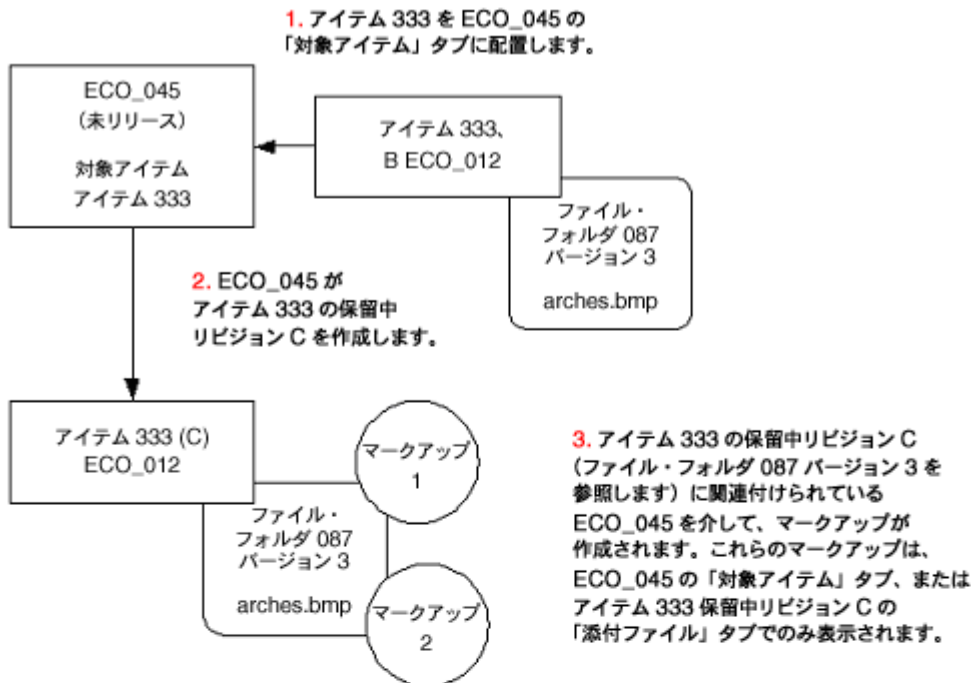 1. アイテム 333 を ECO_045 の
「対象アイテム」タブに配置します。
ECO_045
(未リリース)
対象アイテム
アイテム 333
アイテム 333、
B ECO_012
ファイル・
フォルダ 087
バージョン 3
arches.bmp
2. ECO_045 が
アイテム 333 の保留中
リビジョン C を作成します。
アイテム 333 (C)
ECO_012
マークアップ
1
ファイル・
フォルダ 087
バージョン 3
arches.bmp
マークアップ
2
3. アイテム 333 の保留中リビジョン C
(ファイル・フォルダ 087 バージョン 3 を
参照します) に関連付けられている
ECO_045 を介して、マークアップが
作成されます。これらのマークアップは、
ECO_045 の「対象アイテム」タブ、または
アイテム 333 保留中リビジョン C の
「添付ファイル」タブでのみ表示されます。